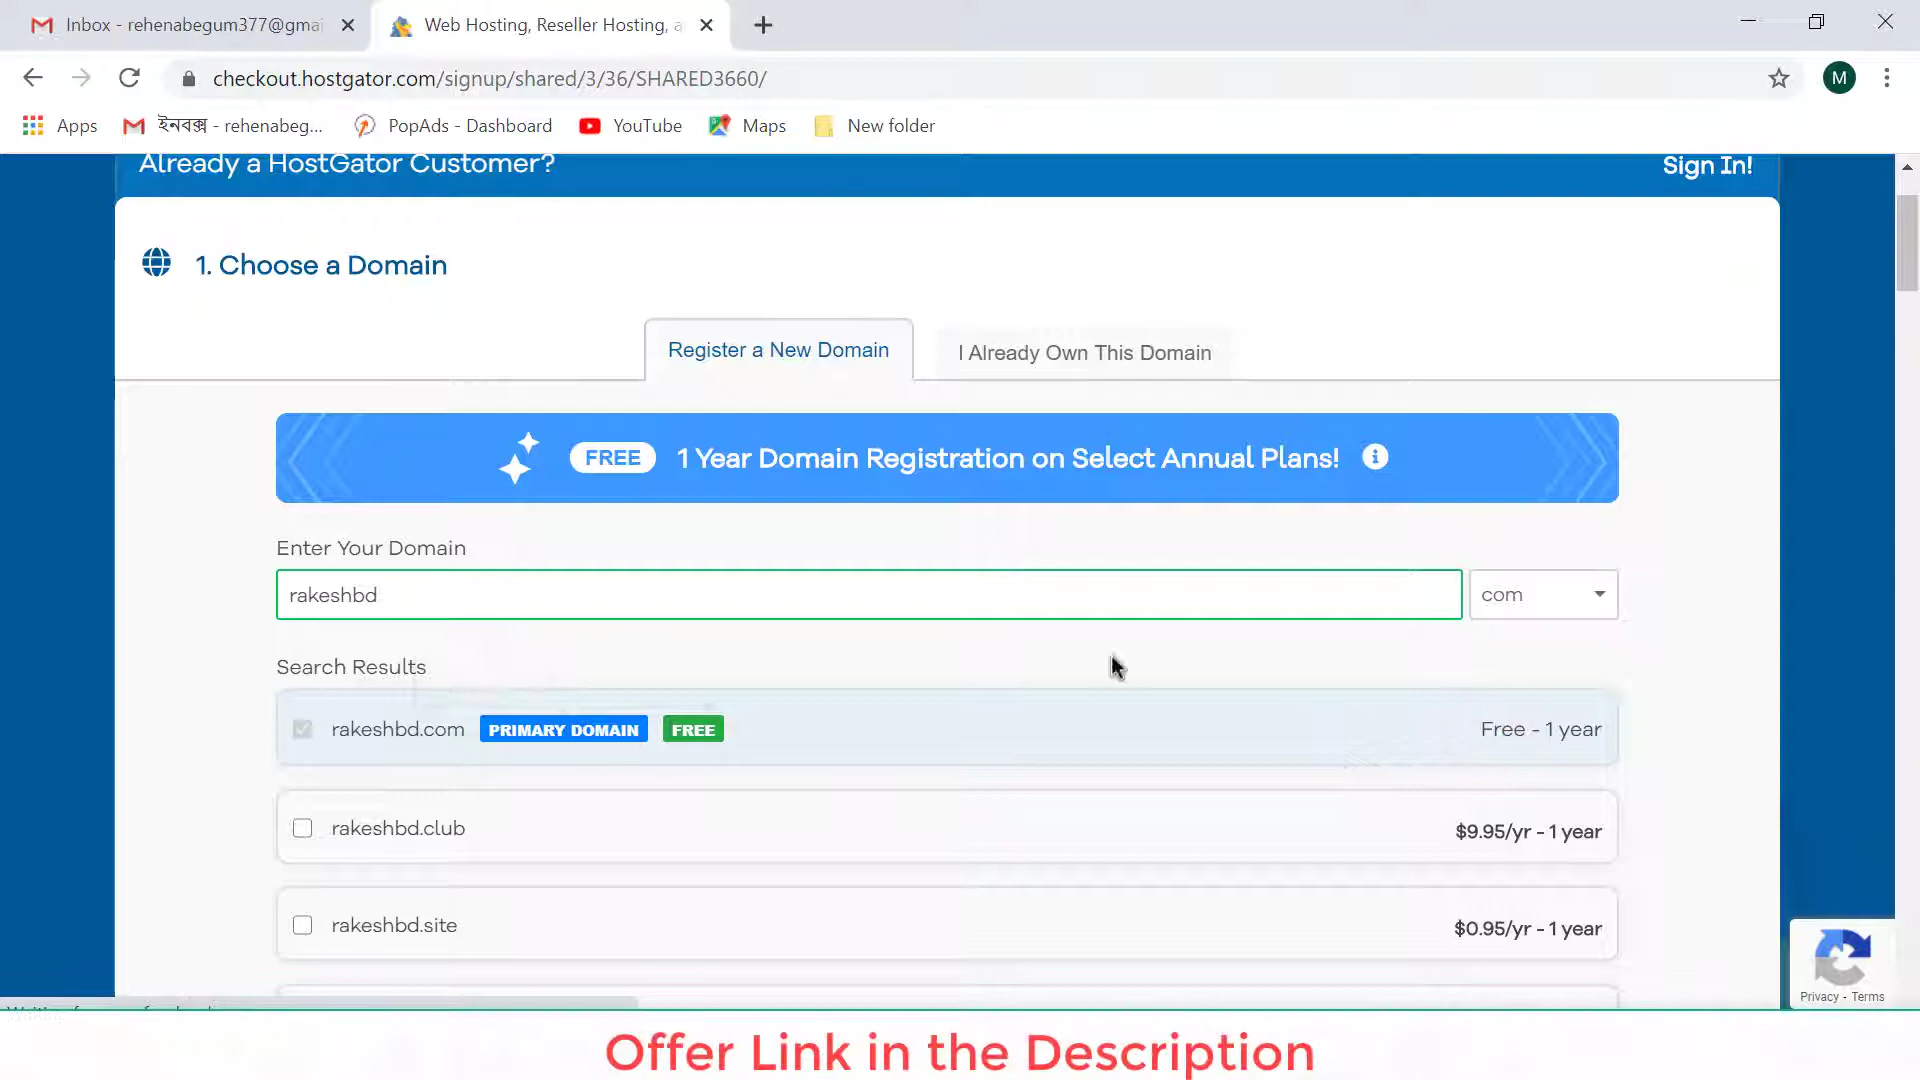 Inbox - rehenabegum377@gmai
Web Hosting, Reseller Hosting, a
checkout.hostgator.com/signup/shared/3/36/SHARED3660/
M
Apps
ইনবক্স - rehenabeg...
PopAds - Dashboard
YouTube
Maps
New folder
Already a HostGator Customer?
Sign In!
1. Choose a Domain
Register a New Domain
I Already Own This Domain
FREE 1 Year Domain Registration on Select Annual Plans!
Enter Your Domain
rakeshbd
com
Search Results
rakeshbd.com PRIMARY DOMAIN FREE Free - 1 year
rakeshbd.club $9.95/yr - 1 year
rakeshbd.site $0.95/yr - 1 year
Privacy - Terms
Offer Link in the Description